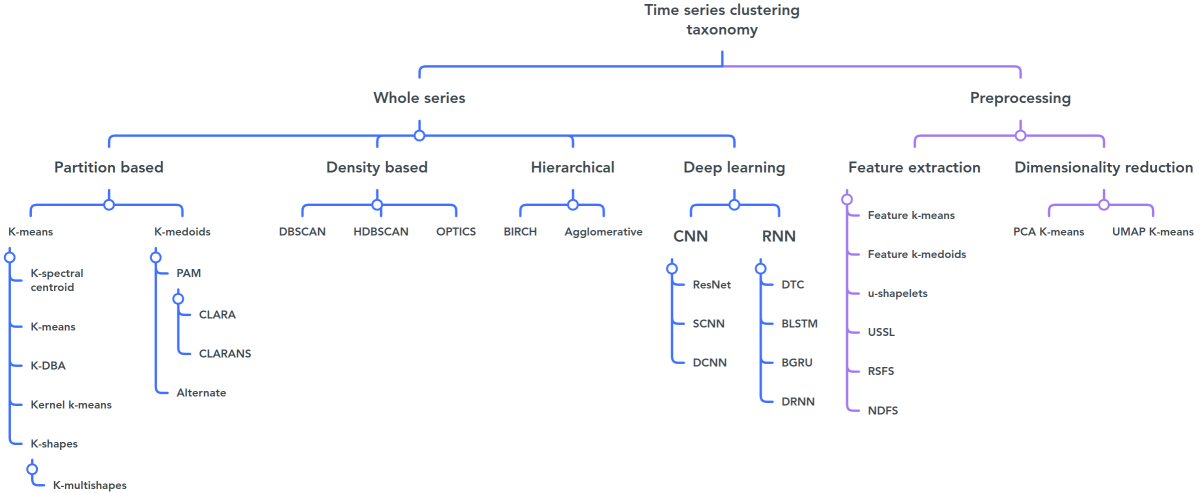 Time series clustering
taxonomy
Whole series
Preprocessing
Partition based
Density based
Hierarchical
Deep learning
Feature extraction
Dimensionality reduction
K-means
K-spectral
centroid
K-means
K-DBA
Kernel k-means
K-shapes
K-multishapes
K-medoids
PAM
CLARA
CLARANS
Alternate
DBSCAN
HDBSCAN
OPTICS
BIRCH
Agglomerative
CNN
ResNet
SCNN
DCNN
RNN
DTC
BLSTM
BGRU
DRNN
Feature k-means
Feature k-medoids
u-shapelets
USSL
RSFS
NDFS
PCA K-means
UMAP K-means